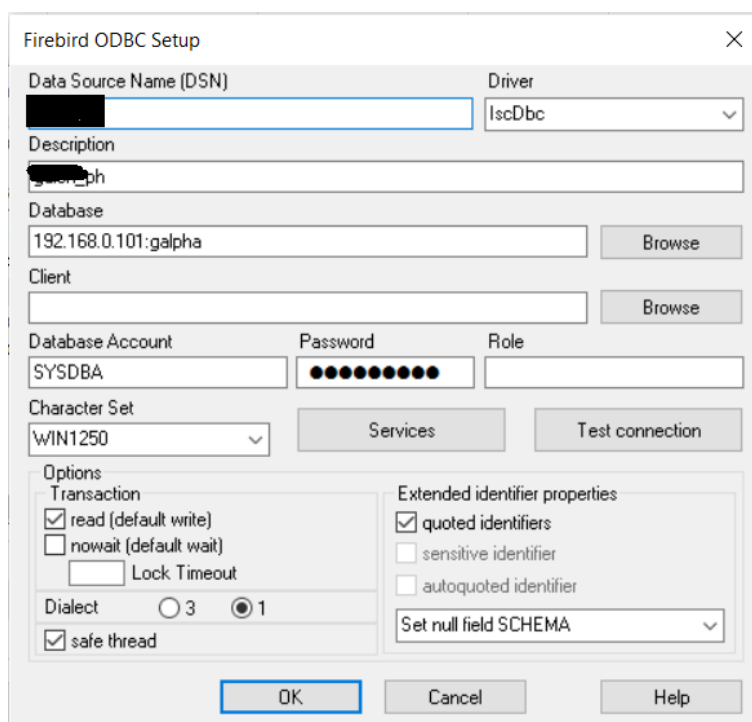 Firebird ODBC Setup
Data Source Name (DSN)
Driver
IscDbc
Description
ph
Database
192.168.0.101:galpha
Browse
Client
Browse
Database Account
Password
Role
SYSDBA
Character Set
WIN1250
Services
Test connection
Options
Transaction
read (default write)
nowait (default wait)
Lock Timeout
Dialect
3
1
safe thread
Extended identifier properties
quoted identifiers
sensitive identifier
autoquoted identifier
Set null field SCHEMA
OK
Cancel
Help